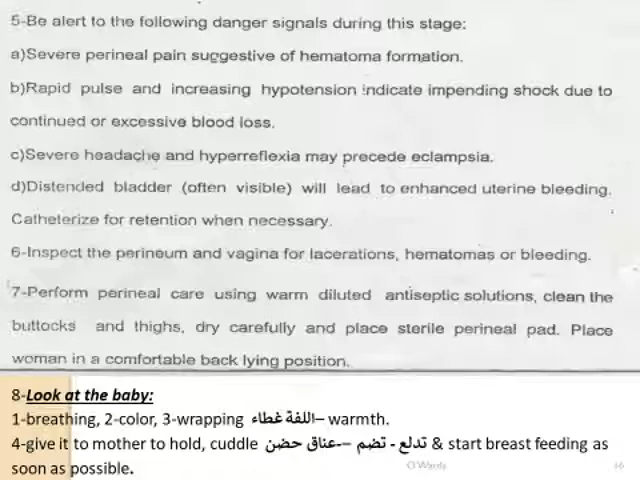 5-Be alert to the following danger signals during this stage:
a)Severe perineal pain suggestive of hematoma formation.
b)Rapid pulse and increasing hypotension indicate impending shock due to
continued or excessive blood loss.
c)Severe headache and hyperreflexia may precede eclampsia.
d)Distended bladder (often visible) will lead to enhanced uterine bleeding.
Catheterize for retention when necessary.
6-Inspect the perineum and vagina for lacerations, hematomas or bleeding.
7-Perform perineal care using warm diluted antiseptic solutions, clean the
buttocks and thighs, dry carefully and place sterile perineal pad. Place
woman in a comfortable back lying position.
8-Look at the baby:
1-breathing, 2-color, 3-wrapping اللفة غطاء– warmth.
4-give it to mother to hold, cuddle تدلع - تضم –-عناق حضن & start breast feeding as
soon as possible.